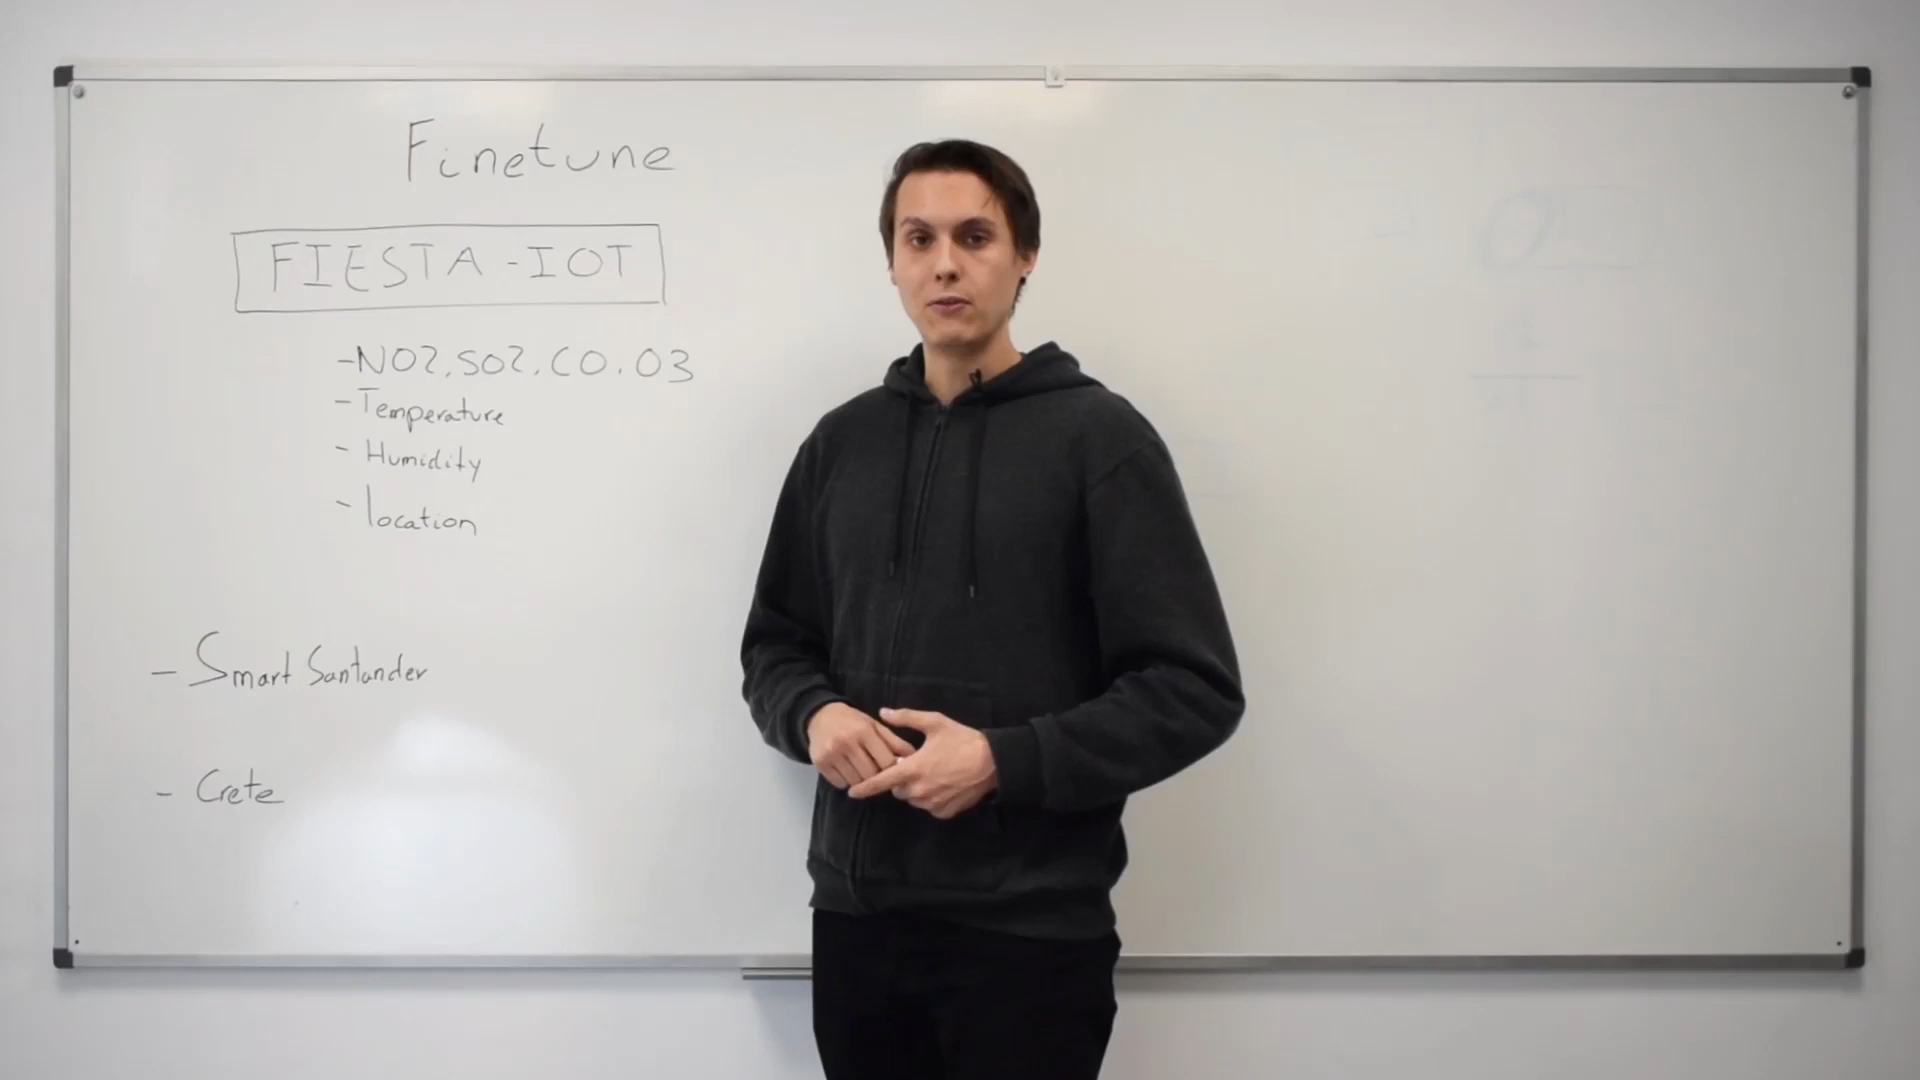 Finetune
FIESTA-IOT
-NO2.SO2.CO.O3
- Temperature
- Humidity
- location
- Smart Santander
- Crete